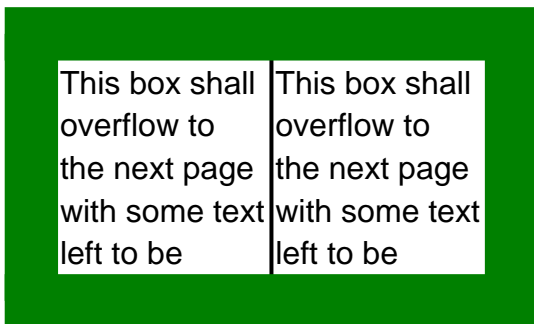 This box shall
overflow to
the next page
with some text
left to be
This box shall
overflow to
the next page
with some text
left to be